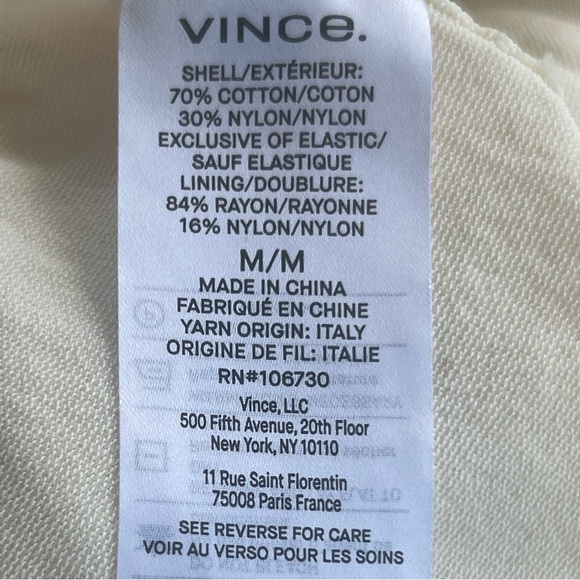 VINCE.
SHELL/EXTÉRIEUR:
70% COTTON/COTON
30% NYLON/NYLON
EXCLUSIVE OF ELASTIC/
SAUF ELASTIQUE
LINING/DOUBLURE:
84% RAYON/RAYONNE
16% NYLON/NYLON
M/M
MADE IN CHINA
FABRIQUÉ EN CHINE
YARN ORIGIN: ITALY
ORIGINE DE FIL: ITALIE
RN#106730
Vince, LLC
500 Fifth Avenue, 20th Floor
New York, NY 10110
11 Rue Saint Florentin
75008 Paris France
SEE REVERSE FOR CARE
VOIR AU VERSO POUR LES SOINS